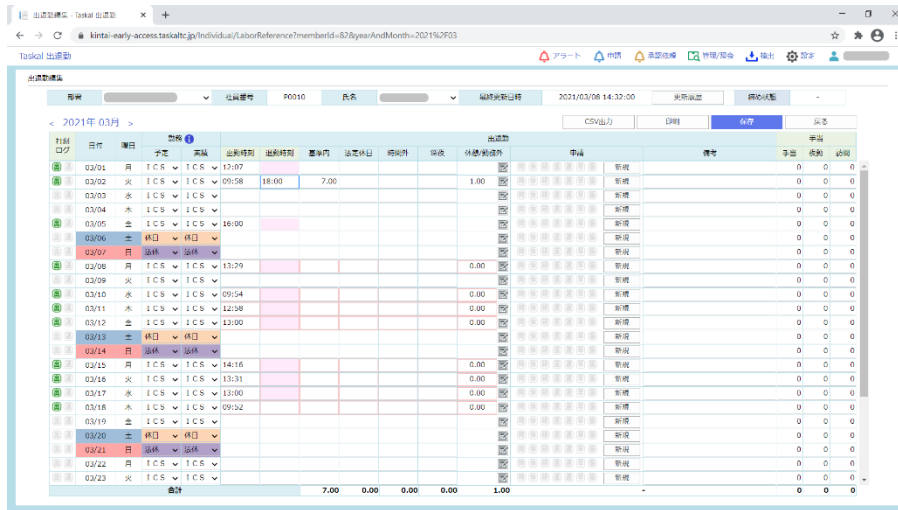 出退勤編集 - Taskal 出退勤 × +
kintai-early-access.taskaltc.jp/Individual/LaborReference?memberId=82&yearAndMonth=2021%2F03
Taskal 出退勤 アラート 申請 承認依頼 管理/照会 抽出 設定
出退勤編集
部署 社員番号 P0010 氏名 最終更新日時 2021/03/08 14:32:00 更新履歴 締め状態 -
< 2021年 03月 > CSV出力 印刷 保存 戻る
打刻ログ 日付 曜日 勤務 出退勤 手当
予定 実績 出勤時刻 退勤時刻 基準内 法定休日 時間外 深夜 休憩/勤務外 申請 備考 手当 夜勤 訪問
03/01 月 ICS ICS 12:07 新規 0 0 0
03/02 火 ICS ICS 09:58 18:00 7.00 1.00 新規 0 0 0
03/03 水 ICS ICS 新規 0 0 0
03/04 木 ICS ICS 新規 0 0 0
03/05 金 ICS ICS 16:00 新規 0 0 0
03/06 土 休日 休日 新規 0 0 0
03/07 日 法休 法休 新規 0 0 0
03/08 月 ICS ICS 13:29 0.00 新規 0 0 0
03/09 火 ICS ICS 新規 0 0 0
03/10 水 ICS ICS 09:54 0.00 新規 0 0 0
03/11 木 ICS ICS 12:58 0.00 新規 0 0 0
03/12 金 ICS ICS 13:00 0.00 新規 0 0 0
03/13 土 休日 休日 新規 0 0 0
03/14 日 法休 法休 新規 0 0 0
03/15 月 ICS ICS 14:16 0.00 新規 0 0 0
03/16 火 ICS ICS 13:31 0.00 新規 0 0 0
03/17 水 ICS ICS 13:00 0.00 新規 0 0 0
03/18 木 ICS ICS 09:52 0.00 新規 0 0 0
03/19 金 ICS ICS 新規 0 0 0
03/20 土 休日 休日 新規 0 0 0
03/21 日 法休 法休 新規 0 0 0
03/22 月 ICS ICS 新規 0 0 0
03/23 火 ICS ICS 新規 0 0 0
合計 7.00 0.00 0.00 0.00 1.00 - 0 0 0